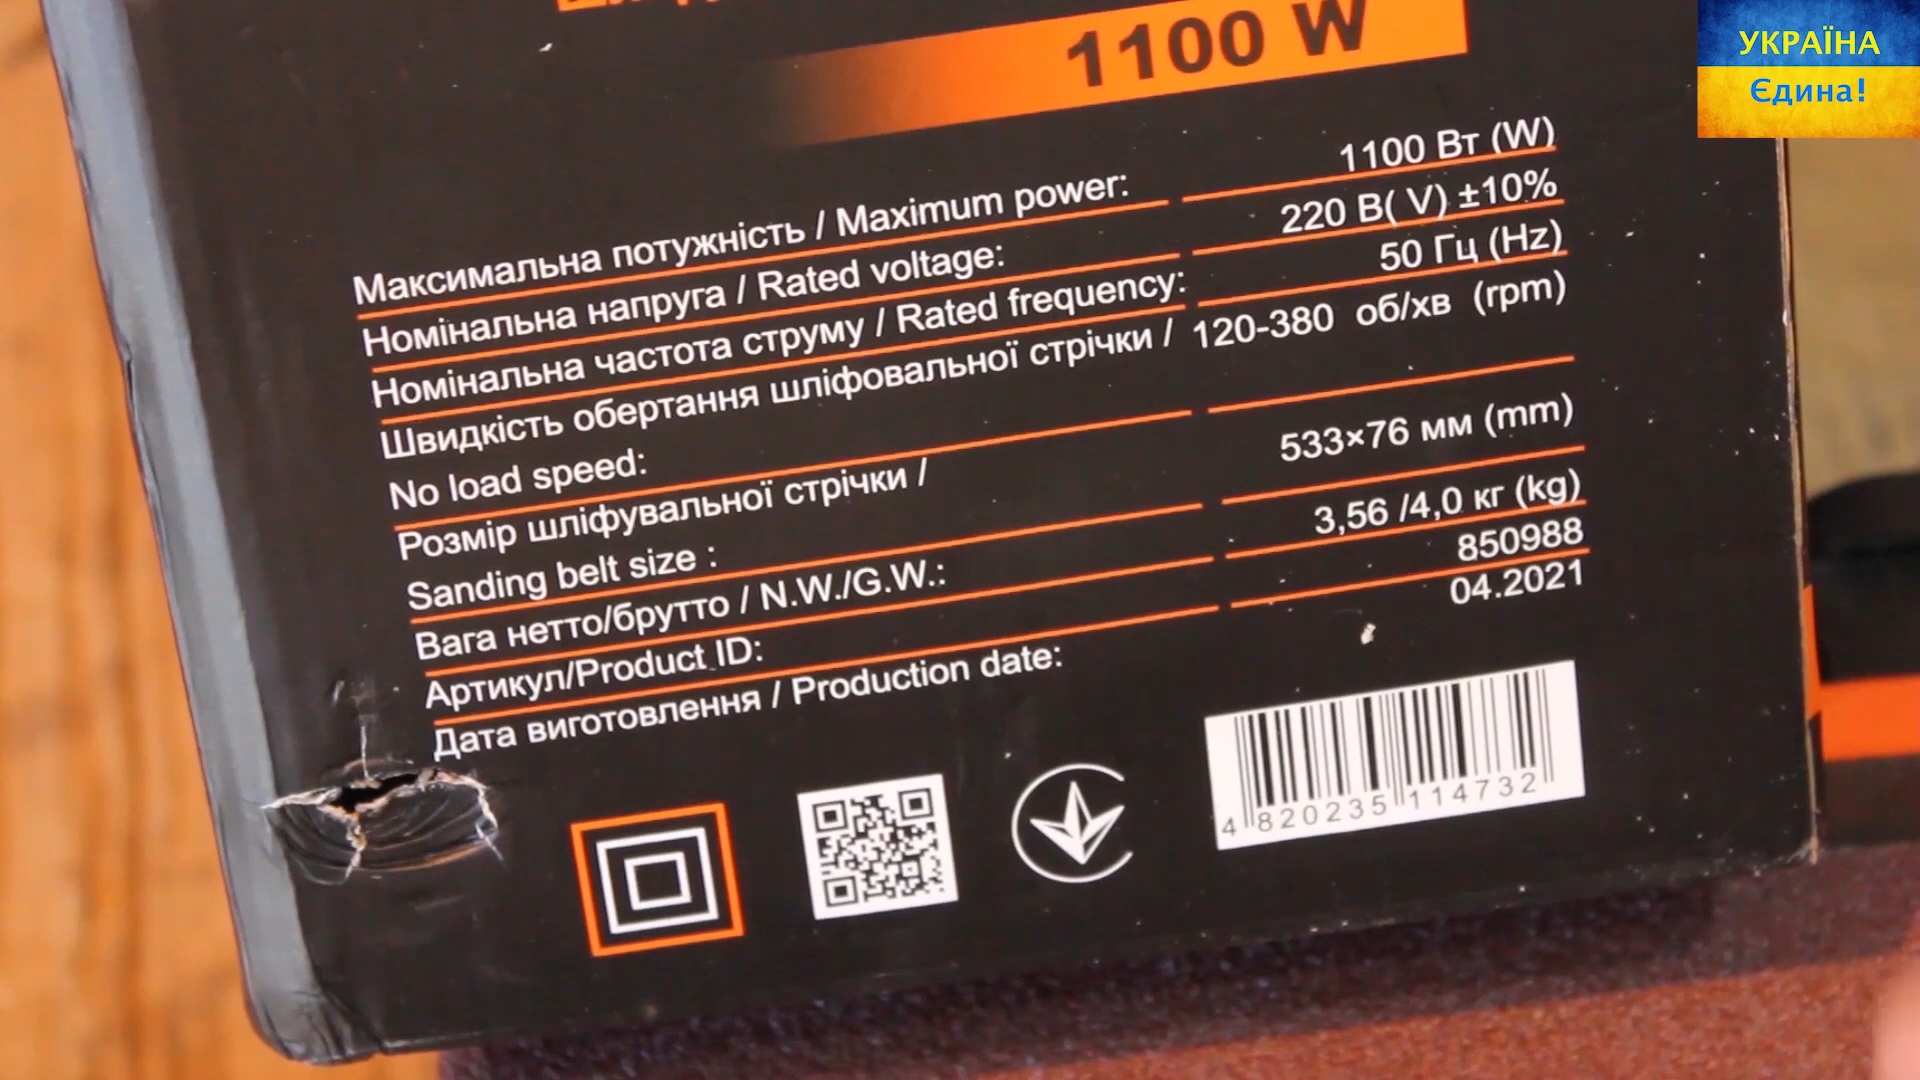 1100 W
УКРАЇНА
Єдина!
Максимальна потужність / Maximum power: 1100 Вт (W)
Номінальна напруга / Rated voltage: 220 В( V) ±10%
Номінальна частота струму / Rated frequency: 50 Гц (Hz)
Швидкість обертання шліфовальної стрічки / 120-380 об/хв (rpm)
No load speed:
Розмір шліфувальної стрічки /
Sanding belt size : 533×76 мм (mm)
Вага нетто/брутто / N.W./G.W.: 3,56 /4,0 кг (kg)
Артикул/Product ID: 850988
Дата виготовлення / Production date: 04.2021
4 820235 114732